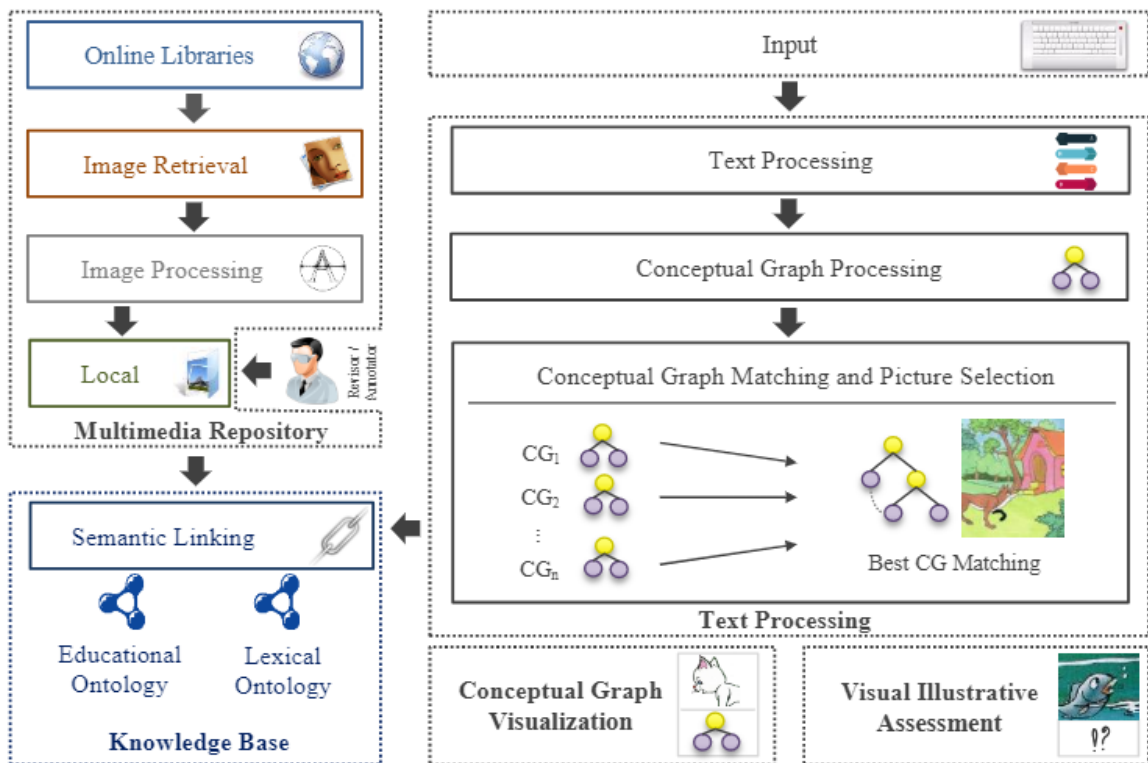 Online Libraries
Image Retrieval
Image Processing
Local
Revisor /
Annotator
Multimedia Repository
Semantic Linking
Educational
Ontology
Lexical
Ontology
Knowledge Base
Input
Text Processing
Conceptual Graph Processing
Conceptual Graph Matching and Picture Selection
CG1
CG2
⋮
CGn
Best CG Matching
Text Processing
Conceptual Graph
Visualization
Visual Illustrative
Assessment
!?